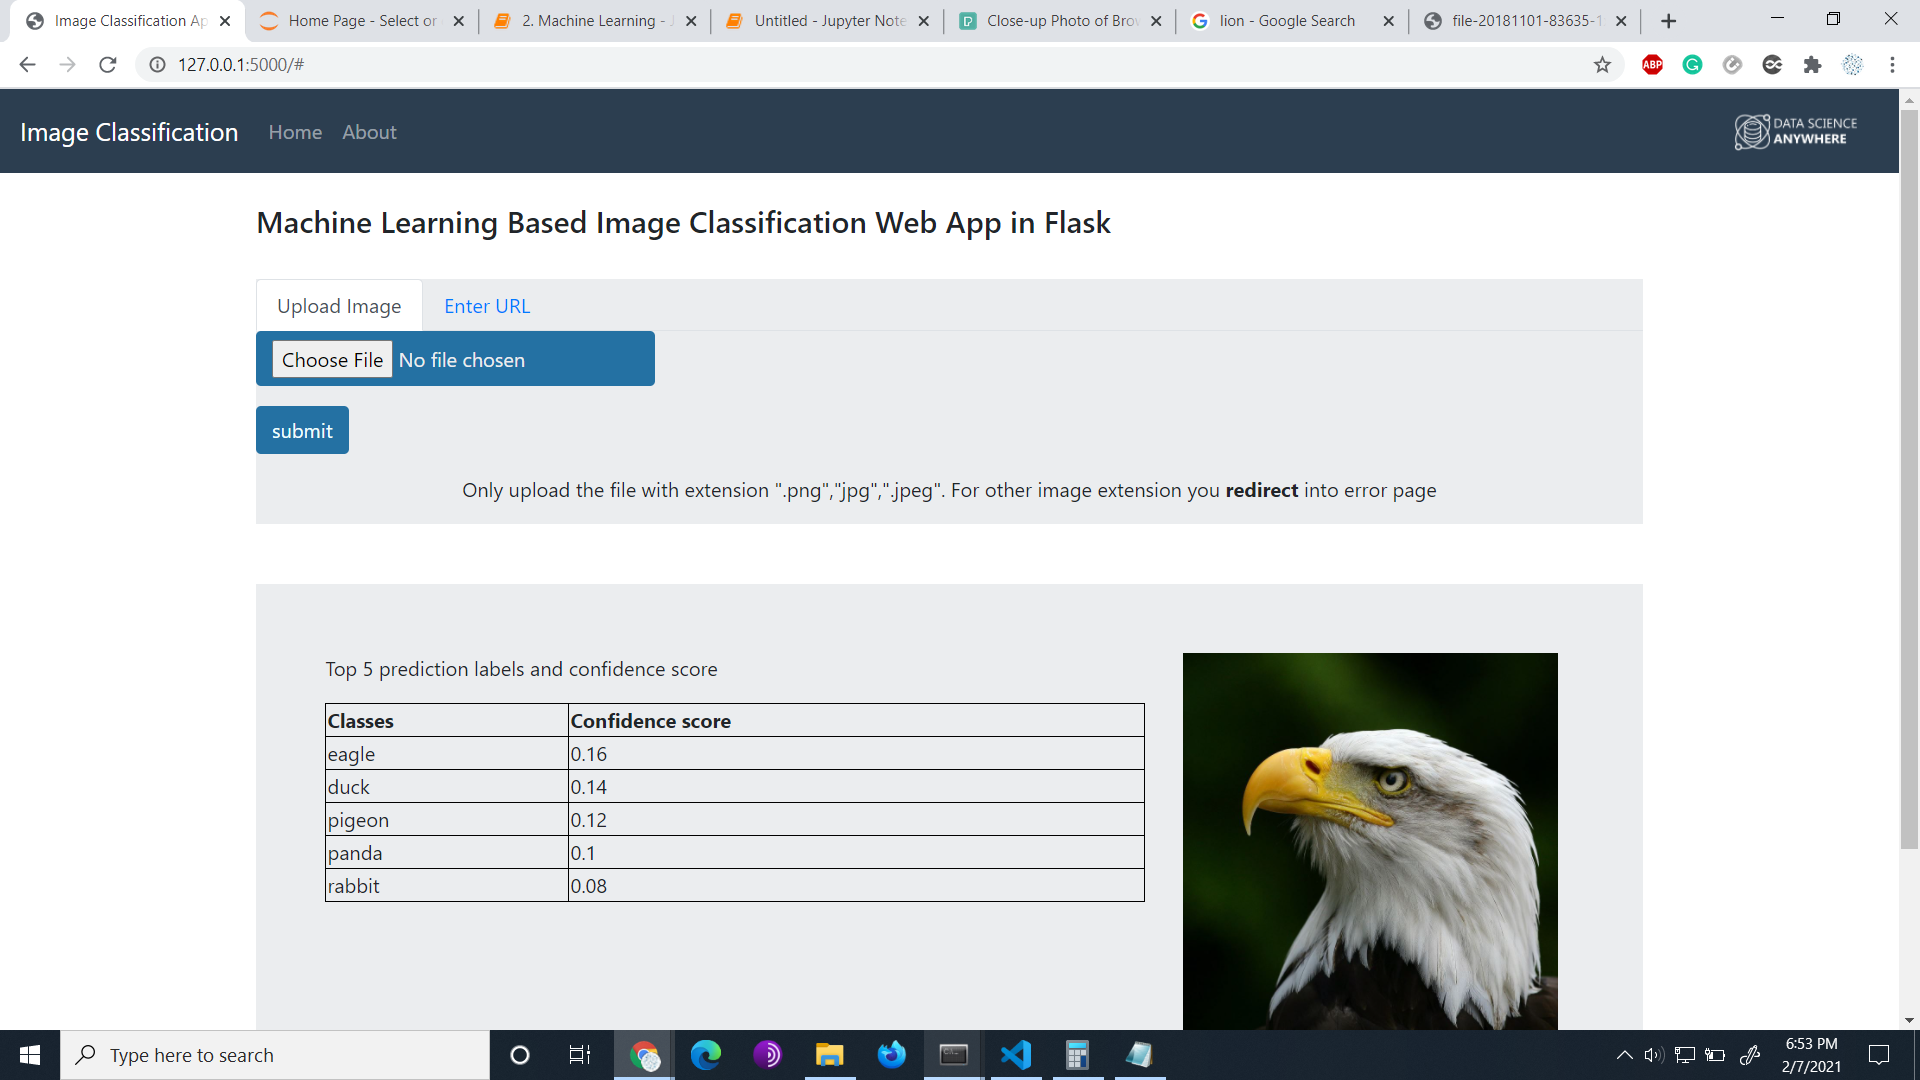 Image Classification Ap
Home Page - Select or
2. Machine Learning - J
Untitled - Jupyter Note
Close-up Photo of Brow
lion - Google Search
file-20181101-83635-1
127.0.0.1:5000/#
ABP
Image Classification
Home
About
DATA SCIENCE
ANYWHERE
Machine Learning Based Image Classification Web App in Flask
Upload Image
Enter URL
Choose File No file chosen
submit
Only upload the file with extension ".png","jpg",".jpeg". For other image extension you redirect into error page
Top 5 prediction labels and confidence score
Classes Confidence score
eagle 0.16
duck 0.14
pigeon 0.12
panda 0.1
rabbit 0.08
Type here to search
6:53 PM
2/7/2021